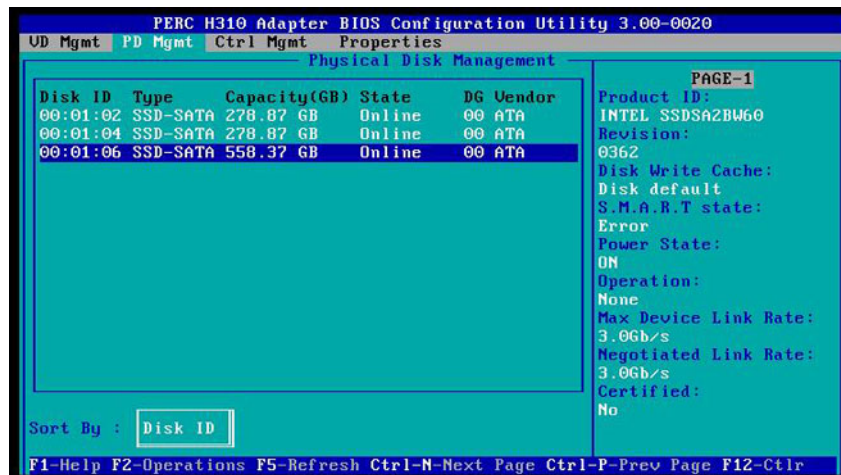 PERC H310 Adapter BIOS Configuration Utility 3.00-0020
VD Mgmt PD Mgmt Ctrl Mgmt Properties
Physical Disk Management
Disk ID Type Capacity(GB) State DG Vendor
00:01:02 SSD-SATA 278.87 GB Online 00 ATA
00:01:04 SSD-SATA 278.87 GB Online 00 ATA
00:01:06 SSD-SATA 558.37 GB Online 00 ATA
Sort By : Disk ID
PAGE-1
Product ID:
INTEL SSDSA2BW60
Revision:
0362
Disk Write Cache:
Disk default
S.M.A.R.T state:
Error
Power State:
ON
Operation:
None
Max Device Link Rate:
3.0Gb/s
Negotiated Link Rate:
3.0Gb/s
Certified:
No
F1-Help F2-Operations F5-Refresh Ctrl-N-Next Page Ctrl-P-Prev Page F12-Ctlr